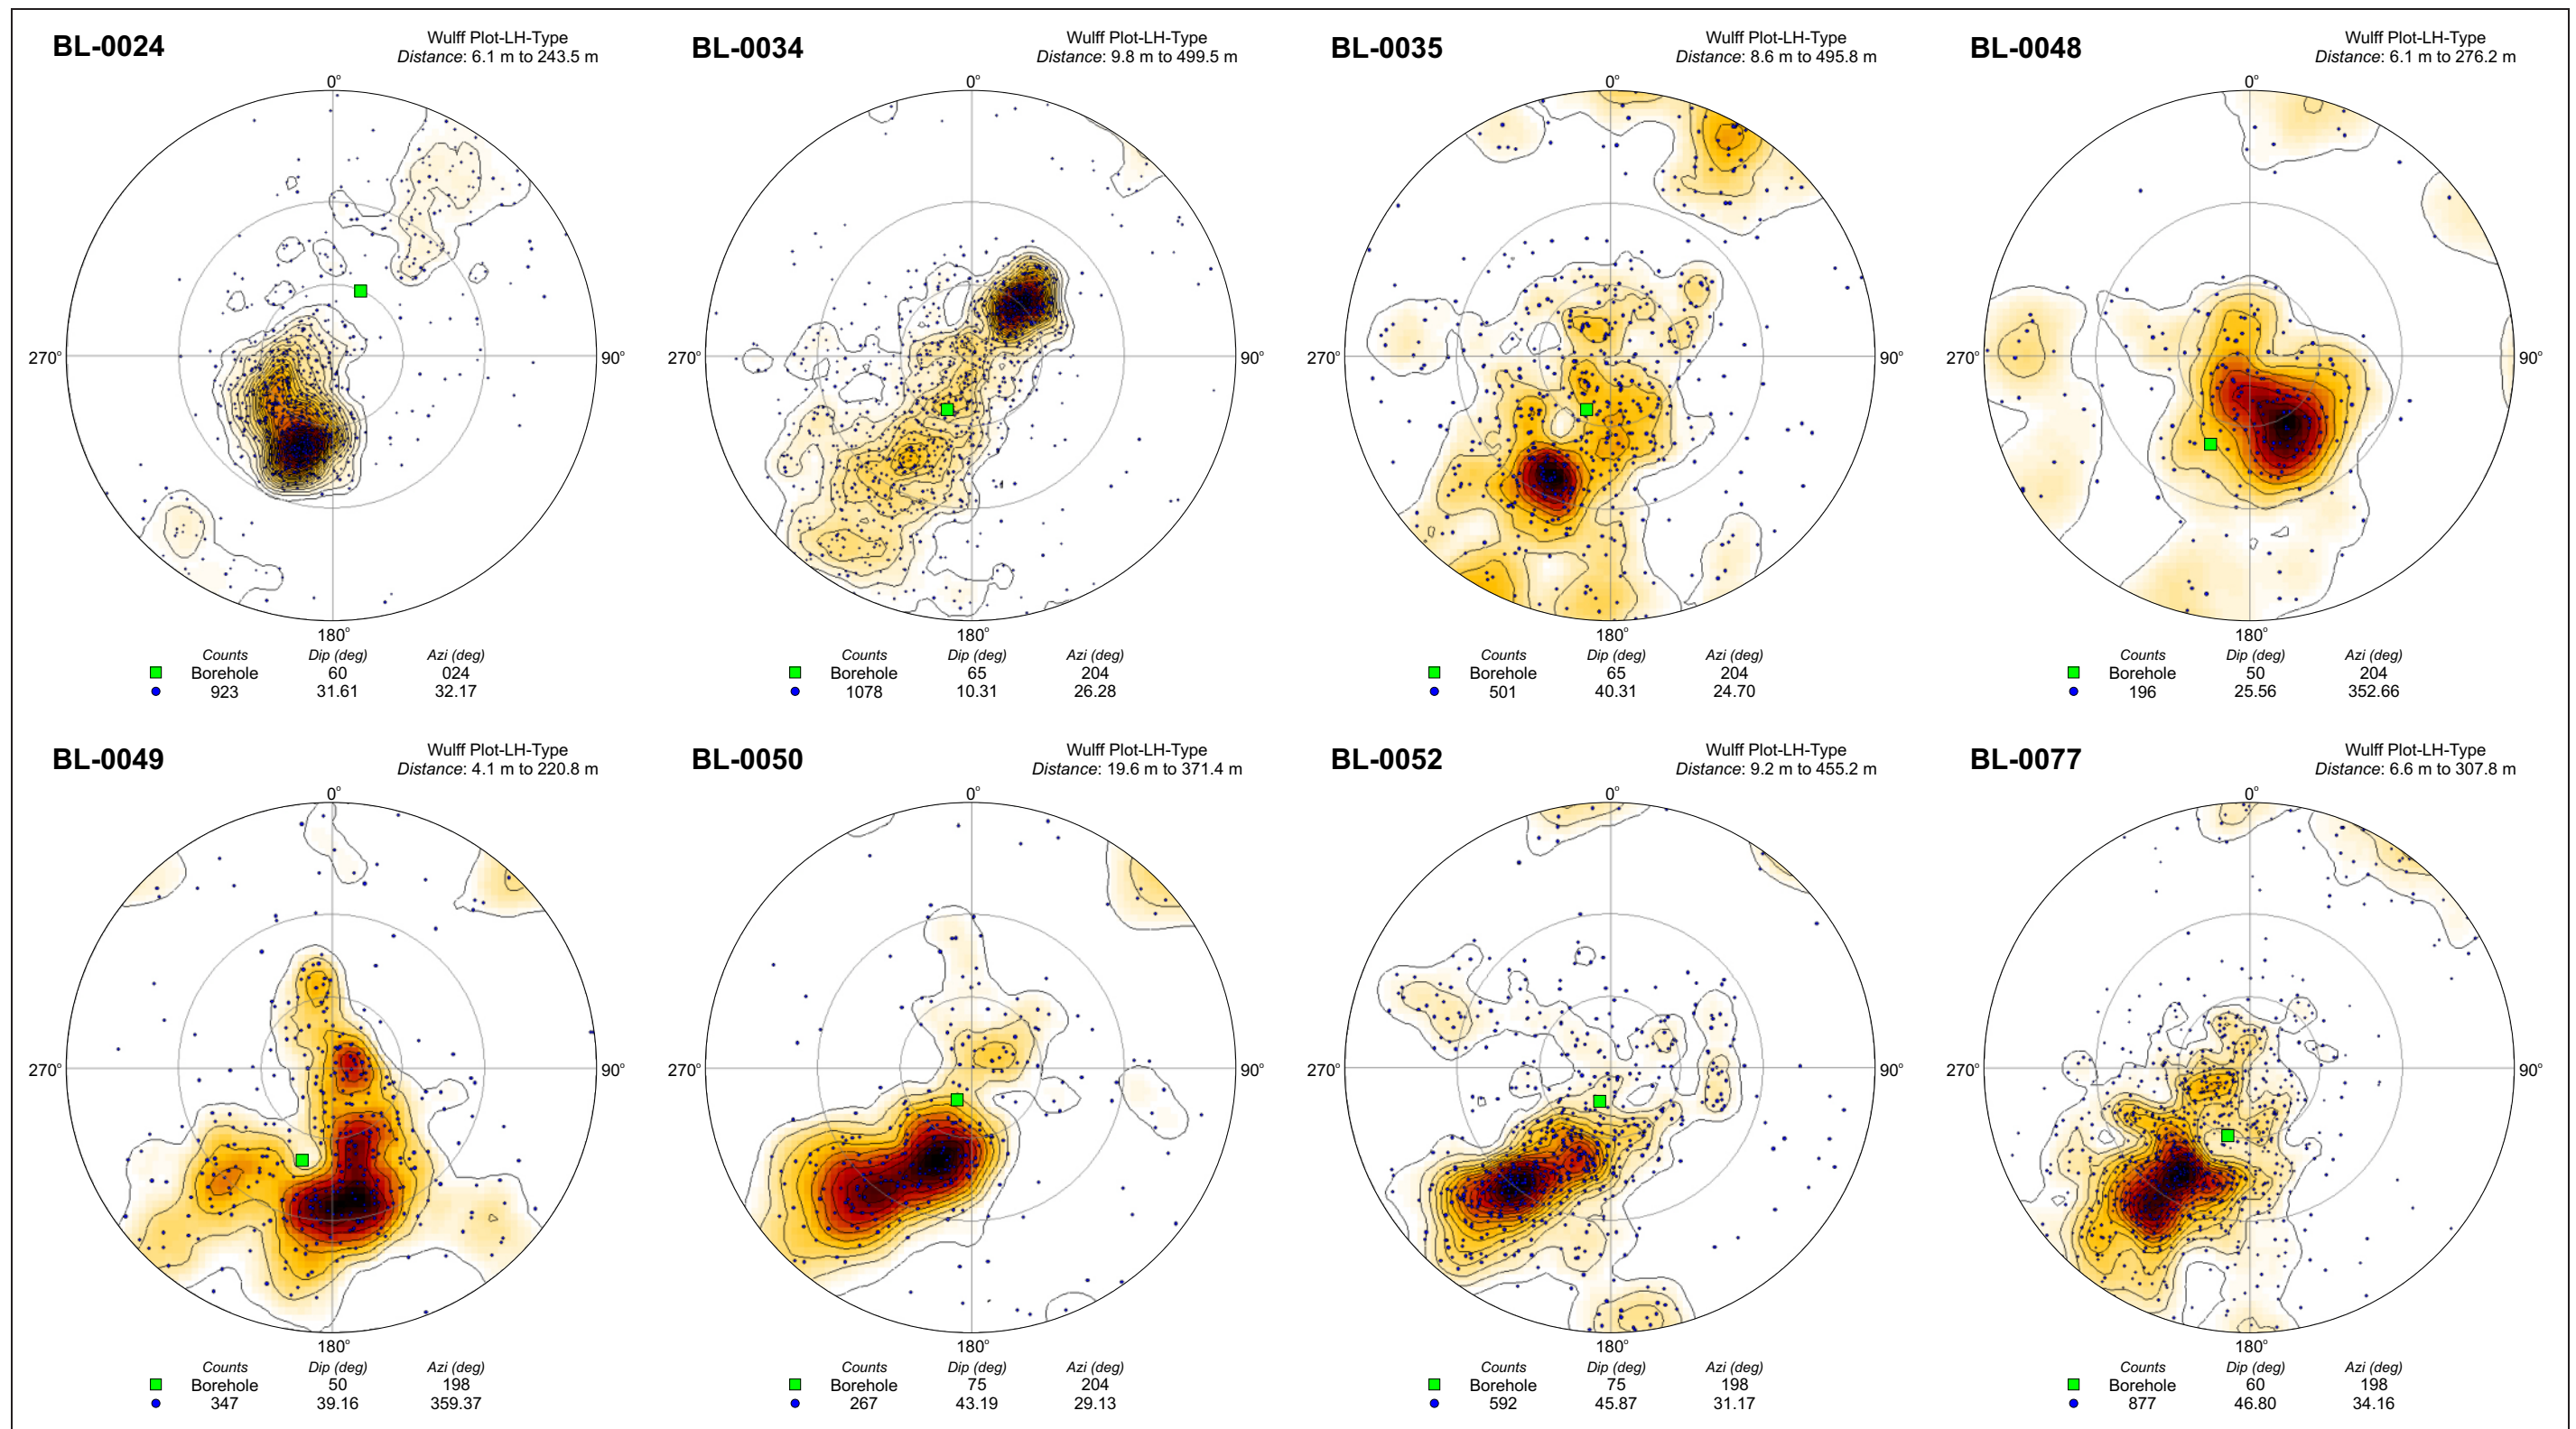 BL-0024
Wulff Plot-LH-Type
Distance: 6.1 m to 243.5 m
0°
270°
90°
180°
Counts Dip (deg) Azi (deg)
Borehole 60 024
923 31.61 32.17
BL-0034
Wulff Plot-LH-Type
Distance: 9.8 m to 499.5 m
0°
270°
90°
180°
Counts Dip (deg) Azi (deg)
Borehole 65 204
1078 10.31 26.28
BL-0035
Wulff Plot-LH-Type
Distance: 8.6 m to 495.8 m
0°
270°
90°
180°
Counts Dip (deg) Azi (deg)
Borehole 65 204
501 40.31 24.70
BL-0048
Wulff Plot-LH-Type
Distance: 6.1 m to 276.2 m
0°
270°
90°
180°
Counts Dip (deg) Azi (deg)
Borehole 50 204
196 25.56 352.66
BL-0049
Wulff Plot-LH-Type
Distance: 4.1 m to 220.8 m
0°
270°
90°
180°
Counts Dip (deg) Azi (deg)
Borehole 50 198
347 39.16 359.37
BL-0050
Wulff Plot-LH-Type
Distance: 19.6 m to 371.4 m
0°
270°
90°
180°
Counts Dip (deg) Azi (deg)
Borehole 75 204
267 43.19 29.13
BL-0052
Wulff Plot-LH-Type
Distance: 9.2 m to 455.2 m
0°
270°
90°
180°
Counts Dip (deg) Azi (deg)
Borehole 75 198
592 45.87 31.17
BL-0077
Wulff Plot-LH-Type
Distance: 6.6 m to 307.8 m
0°
270°
90°
180°
Counts Dip (deg) Azi (deg)
Borehole 60 198
877 46.80 34.16